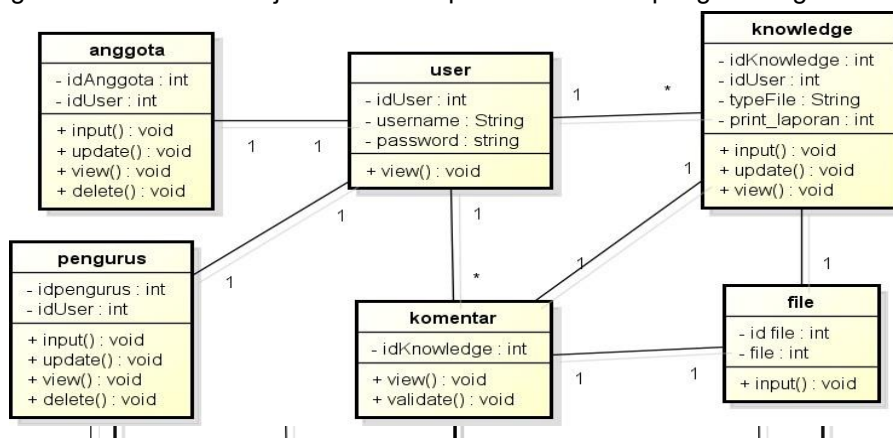 anggota
- idAnggota : int
- idUser : int
+ input() : void
+ update() : void
+ view() : void
+ delete() : void
1
1
user
- idUser : int
- username : String
- password : string
+ view() : void
1
*
knowledge
- idKnowledge : int
- idUser : int
- typeFile : String
- print_laporan : int
+ input() : void
+ update() : void
+ view() : void
1
1
1
*
1
1
1
pengurus
- idpengurus : int
- idUser : int
+ input() : void
+ update() : void
+ view() : void
+ delete() : void
komentar
- idKnowledge : int
+ view() : void
+ validate() : void
1
1
file
- id file : int
- file : int
+ input() : void